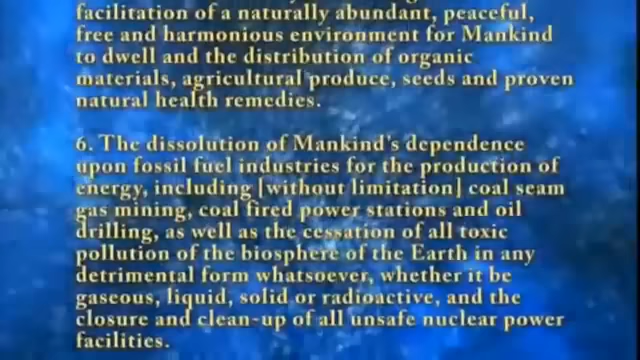 facilitation of a naturally abundant, peaceful,
free and harmonious environment for Mankind
to dwell and the distribution of organic
materials, agricultural produce, seeds and proven
natural health remedies.
6. The dissolution of Mankind's dependence
upon fossil fuel industries for the production of
energy, including [without limitation] coal seam
gas mining, coal fired power stations and oil
drilling, as well as the cessation of all toxic
pollution of the biosphere of the Earth in any
detrimental form whatsoever, whether it be
gaseous, liquid, solid or radioactive, and the
closure and clean-up of all unsafe nuclear power
facilities.